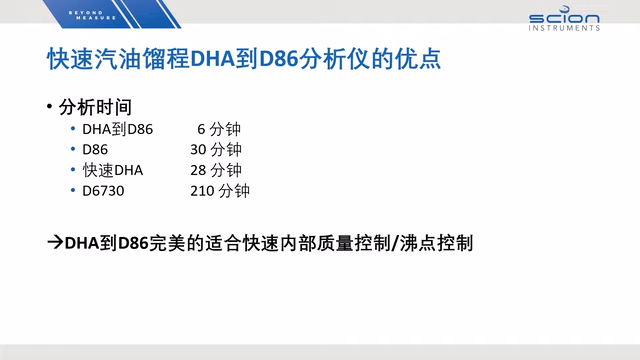 BEYOND
MEASURE
scion
INSTRUMENTS
快速汽油馏程DHA到D86分析仪的优点
• 分析时间
• DHA到D86 6 分钟
• D86 30 分钟
• 快速DHA 28 分钟
• D6730 210 分钟
→DHA到D86完美的适合快速内部质量控制/沸点控制